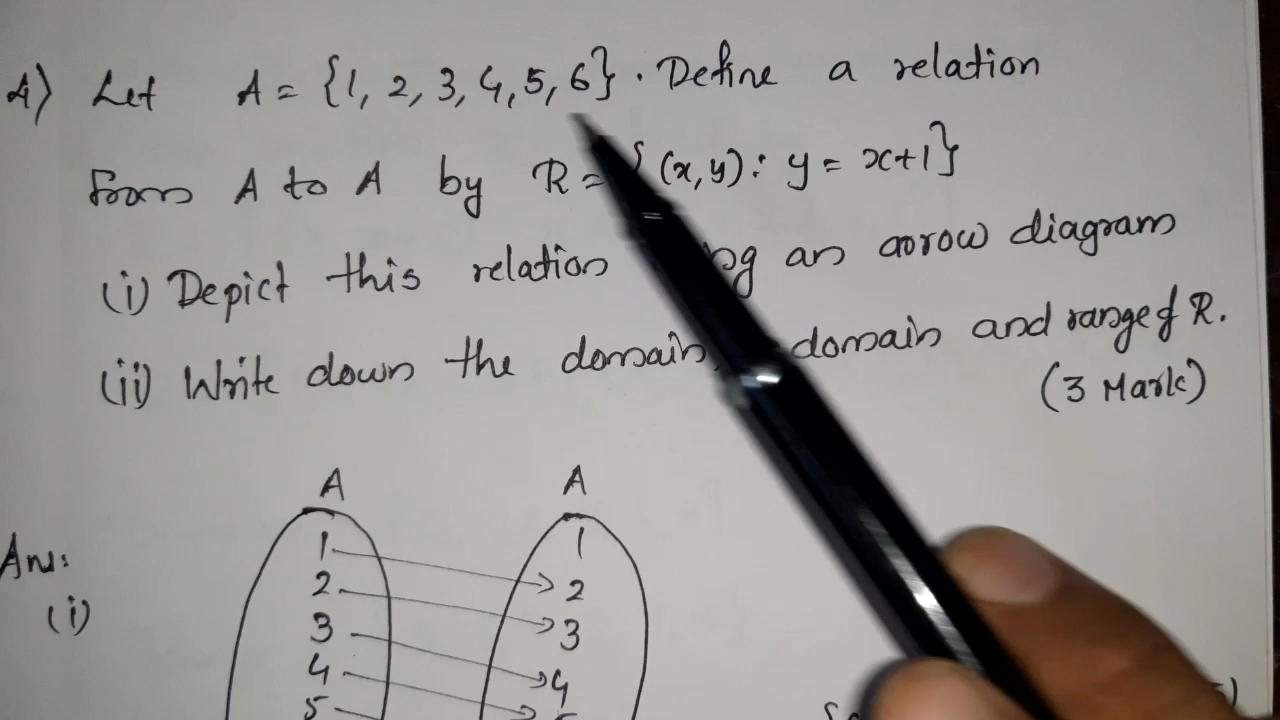 4) Let A = {1, 2, 3, 4, 5, 6}. Define a relation
from A to A by R = {(x, y): y = x+1}
(i) Depict this relation an arrow diagram
(ii) Write down the domain, domain and range of R.
(3 Mark)
A A
Ans:
(i)
1 1
2 2
3 3
4 4
5